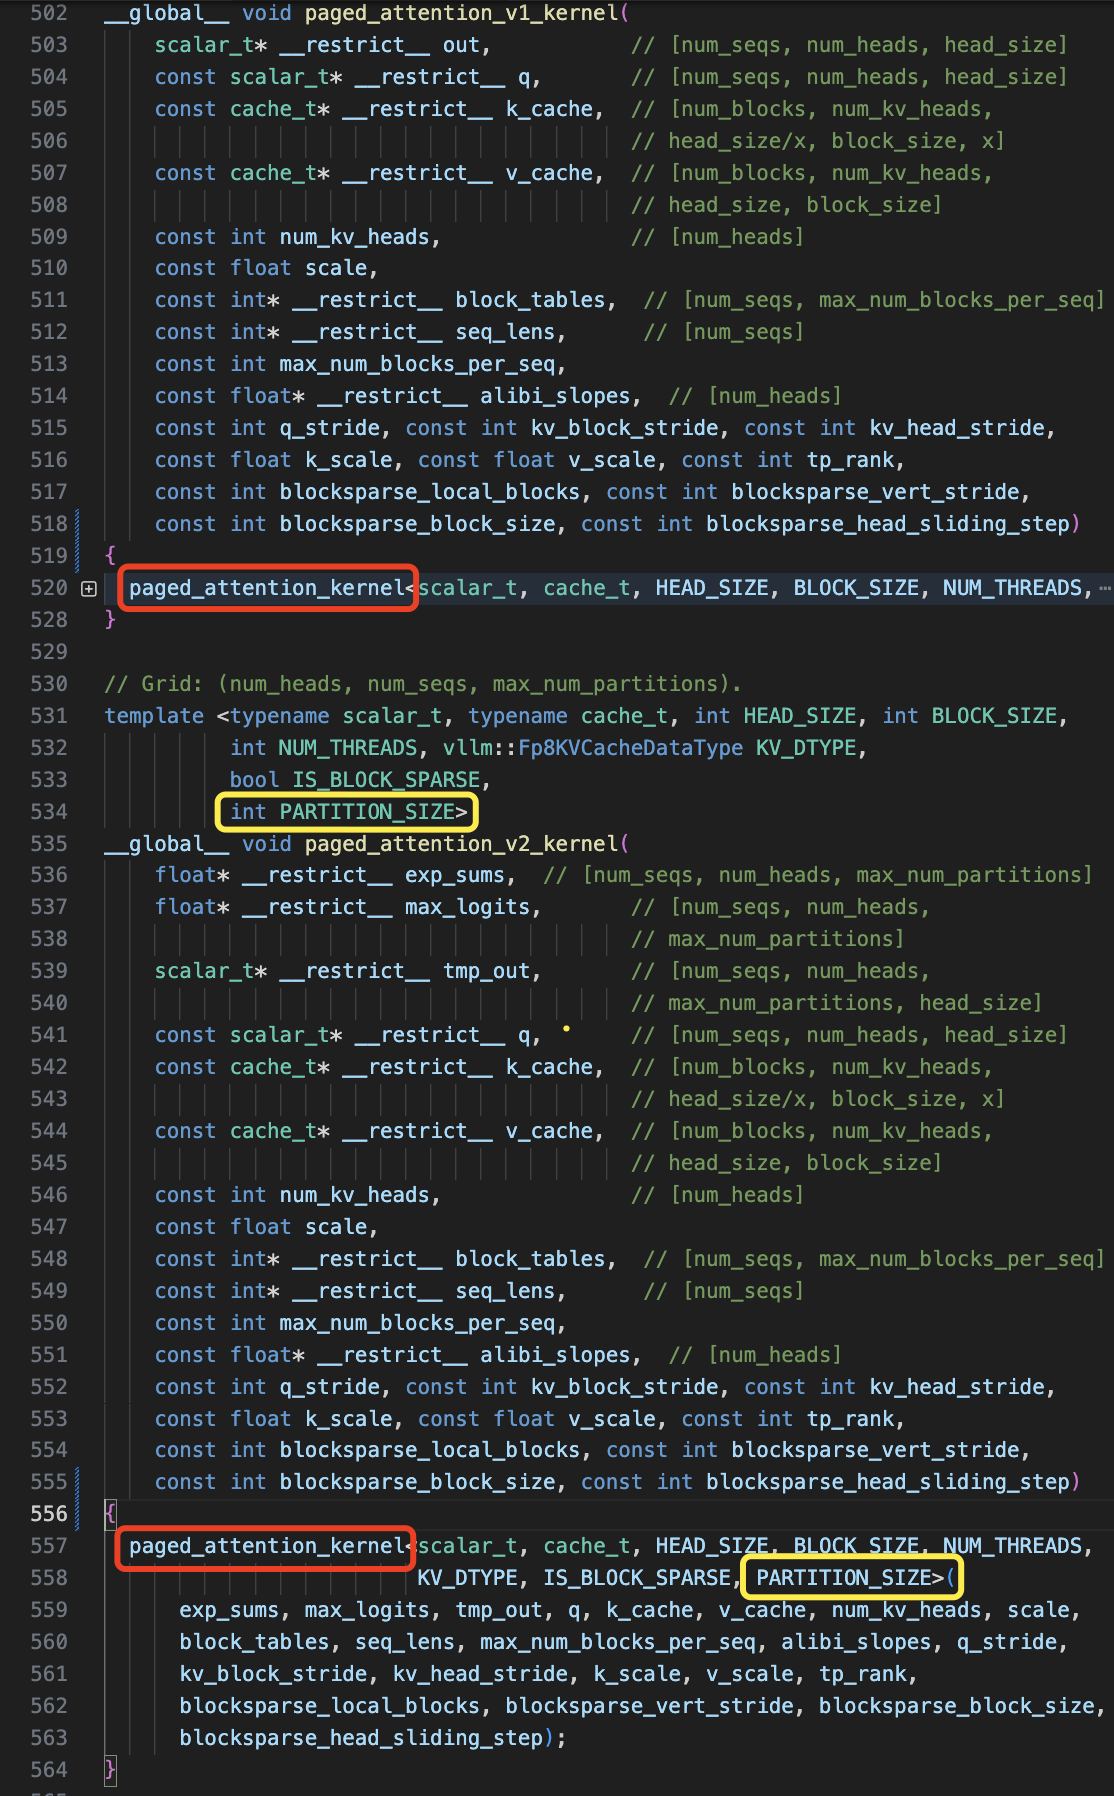 502 __global__ void paged_attention_v1_kernel(
503 scalar_t* __restrict__ out, // [num_seqs, num_heads, head_size]
504 const scalar_t* __restrict__ q, // [num_seqs, num_heads, head_size]
505 const cache_t* __restrict__ k_cache, // [num_blocks, num_kv_heads,
506 // head_size/x, block_size, x]
507 const cache_t* __restrict__ v_cache, // [num_blocks, num_kv_heads,
508 // head_size, block_size]
509 const int num_kv_heads, // [num_heads]
510 const float scale,
511 const int* __restrict__ block_tables, // [num_seqs, max_num_blocks_per_seq]
512 const int* __restrict__ seq_lens, // [num_seqs]
513 const int max_num_blocks_per_seq,
514 const float* __restrict__ alibi_slopes, // [num_heads]
515 const int q_stride, const int kv_block_stride, const int kv_head_stride,
516 const float k_scale, const float v_scale, const int tp_rank,
517 const int blocksparse_local_blocks, const int blocksparse_vert_stride,
518 const int blocksparse_block_size, const int blocksparse_head_sliding_step)
519 {
520 paged_attention_kernel<scalar_t, cache_t, HEAD_SIZE, BLOCK_SIZE, NUM_THREADS,…
528 }
529
530 // Grid: (num_heads, num_seqs, max_num_partitions).
531 template <typename scalar_t, typename cache_t, int HEAD_SIZE, int BLOCK_SIZE,
532 int NUM_THREADS, vllm::Fp8KVCacheDataType KV_DTYPE,
533 bool IS_BLOCK_SPARSE,
534 int PARTITION_SIZE>
535 __global__ void paged_attention_v2_kernel(
536 float* __restrict__ exp_sums, // [num_seqs, num_heads, max_num_partitions]
537 float* __restrict__ max_logits, // [num_seqs, num_heads,
538 // max_num_partitions]
539 scalar_t* __restrict__ tmp_out, // [num_seqs, num_heads,
540 // max_num_partitions, head_size]
541 const scalar_t* __restrict__ q, // [num_seqs, num_heads, head_size]
542 const cache_t* __restrict__ k_cache, // [num_blocks, num_kv_heads,
543 // head_size/x, block_size, x]
544 const cache_t* __restrict__ v_cache, // [num_blocks, num_kv_heads,
545 // head_size, block_size]
546 const int num_kv_heads, // [num_heads]
547 const float scale,
548 const int* __restrict__ block_tables, // [num_seqs, max_num_blocks_per_seq]
549 const int* __restrict__ seq_lens, // [num_seqs]
550 const int max_num_blocks_per_seq,
551 const float* __restrict__ alibi_slopes, // [num_heads]
552 const int q_stride, const int kv_block_stride, const int kv_head_stride,
553 const float k_scale, const float v_scale, const int tp_rank,
554 const int blocksparse_local_blocks, const int blocksparse_vert_stride,
555 const int blocksparse_block_size, const int blocksparse_head_sliding_step)
556 {
557 paged_attention_kernel<scalar_t, cache_t, HEAD_SIZE, BLOCK_SIZE, NUM_THREADS,
558 KV_DTYPE, IS_BLOCK_SPARSE, PARTITION_SIZE>(
559 exp_sums, max_logits, tmp_out, q, k_cache, v_cache, num_kv_heads, scale,
560 block_tables, seq_lens, max_num_blocks_per_seq, alibi_slopes, q_stride,
561 kv_block_stride, kv_head_stride, k_scale, v_scale, tp_rank,
562 blocksparse_local_blocks, blocksparse_vert_stride, blocksparse_block_size,
563 blocksparse_head_sliding_step);
564 }